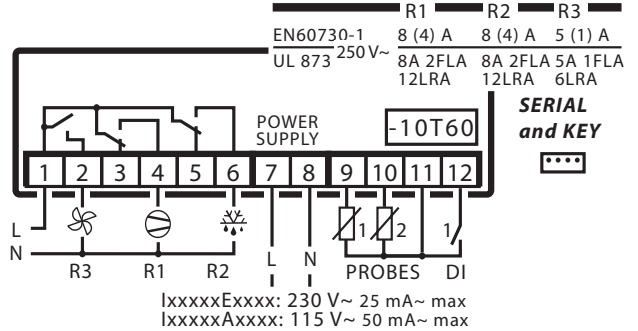 R1 R2 R3
EN60730-1 250 V~ 8 (4) A 8 (4) A 5 (1) A
UL 873 8A 2FLA 8A 2FLA 5A 1FLA
12LRA 12LRA 6LRA
SERIAL
and KEY
POWER
SUPPLY
-10T60
1 2 3 4 5 6 7 8 9 10 11 12
L
N
1 2 1
R3 R1 R2 L N PROBES DI
IxxxxxExxxx: 230 V~ 25 mA~ max
IxxxxxAxxxx: 115 V~ 50 mA~ max